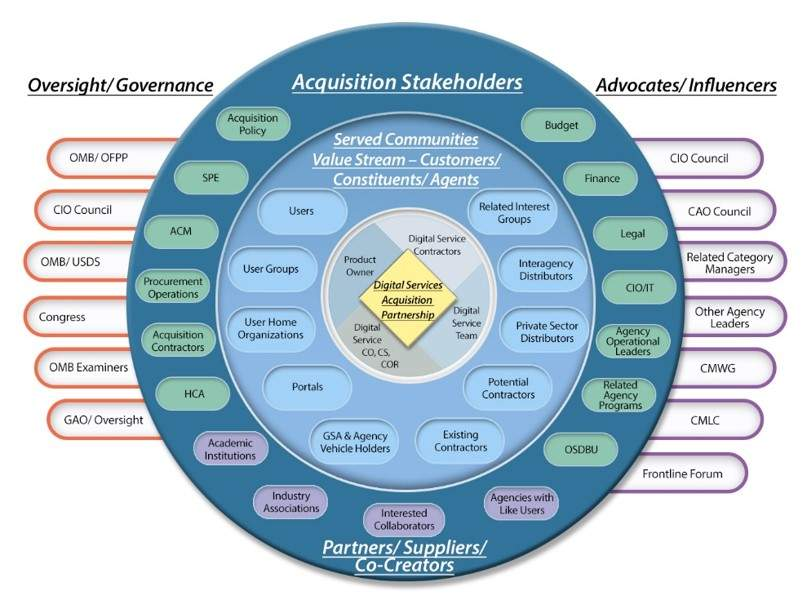 Oversight/ Governance
Acquisition Stakeholders
Advocates/ Influencers
OMB/ OFPP
CIO Council
OMB/ USDS
Congress
OMB Examiners
GAO/ Oversight
Acquisition
Policy
SPE
ACM
Procurement
Operations
Acquisition
Contractors
HCA
Budget
Finance
Legal
CIO/IT
Agency
Operational
Leaders
Related
Agency
Programs
OSDBU
Served Communities
Value Stream – Customers/
Constituents/ Agents
Users
User Groups
User Home
Organizations
Portals
GSA & Agency
Vehicle Holders
Related Interest
Groups
Interagency
Distributors
Private Sector
Distributors
Potential
Contractors
Existing
Contractors
Product
Owner
Digital Service
Contractors
Digital Services
Acquisition
Partnership
Digital
Service
CO, CS,
COR
Digital
Service
Team
Academic
Institutions
Industry
Associations
Interested
Collaborators
Agencies with
Like Users
Partners/ Suppliers/
Co-Creators
CIO Council
CAO Council
Related Category
Managers
Other Agency
Leaders
CMWG
CMLC
Frontline Forum